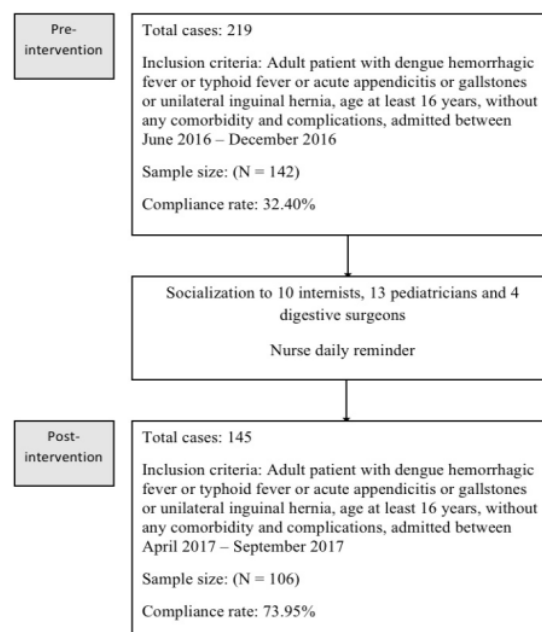 Pre-
intervention
Total cases: 219
Inclusion criteria: Adult patient with dengue hemorrhagic
fever or typhoid fever or acute appendicitis or gallstones
or unilateral inguinal hernia, age at least 16 years, without
any comorbidity and complications, admitted between
June 2016 – December 2016
Sample size: (N = 142)
Compliance rate: 32.40%
Socialization to 10 internists, 13 pediatricians and 4
digestive surgeons
Nurse daily reminder
Post-
intervention
Total cases: 145
Inclusion criteria: Adult patient with dengue hemorrhagic
fever or typhoid fever or acute appendicitis or gallstones
or unilateral inguinal hernia, age at least 16 years, without
any comorbidity and complications, admitted between
April 2017 – September 2017
Sample size: (N = 106)
Compliance rate: 73.95%